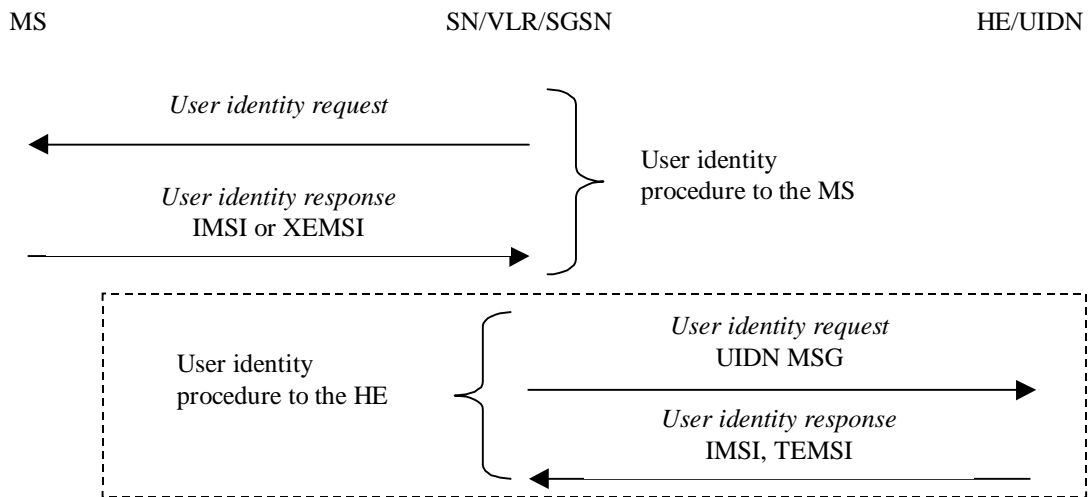 MS SN/VLR/SGSN HE/UIDN
User identity request
User identity
procedure to the MS
User identity response
IMSI or XEMSI
User identity
procedure to the HE
User identity request
UIDN MSG
User identity response
IMSI, TEMSI